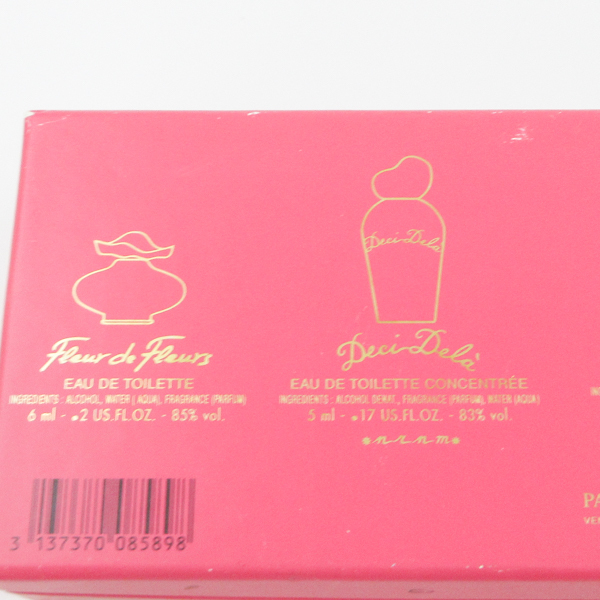 Fleur de Fleurs
EAU DE TOILETTE
INGREDIENTS : ALCOHOL, WATER ( AQUA), FRAGRANCE (PARFUM)
6 ml - .2 US.FL.OZ. - 85% vol.
3 137370 085898
Deci-Delà
Deci-Delà
EAU DE TOILETTE CONCENTRÉE
INGREDIENTS : ALCOHOL DENAT., FRAGRANCE (PARFUM), WATER (AQUA)
5 ml - .17 US.FL.OZ. - 83% vol.
PA
VE